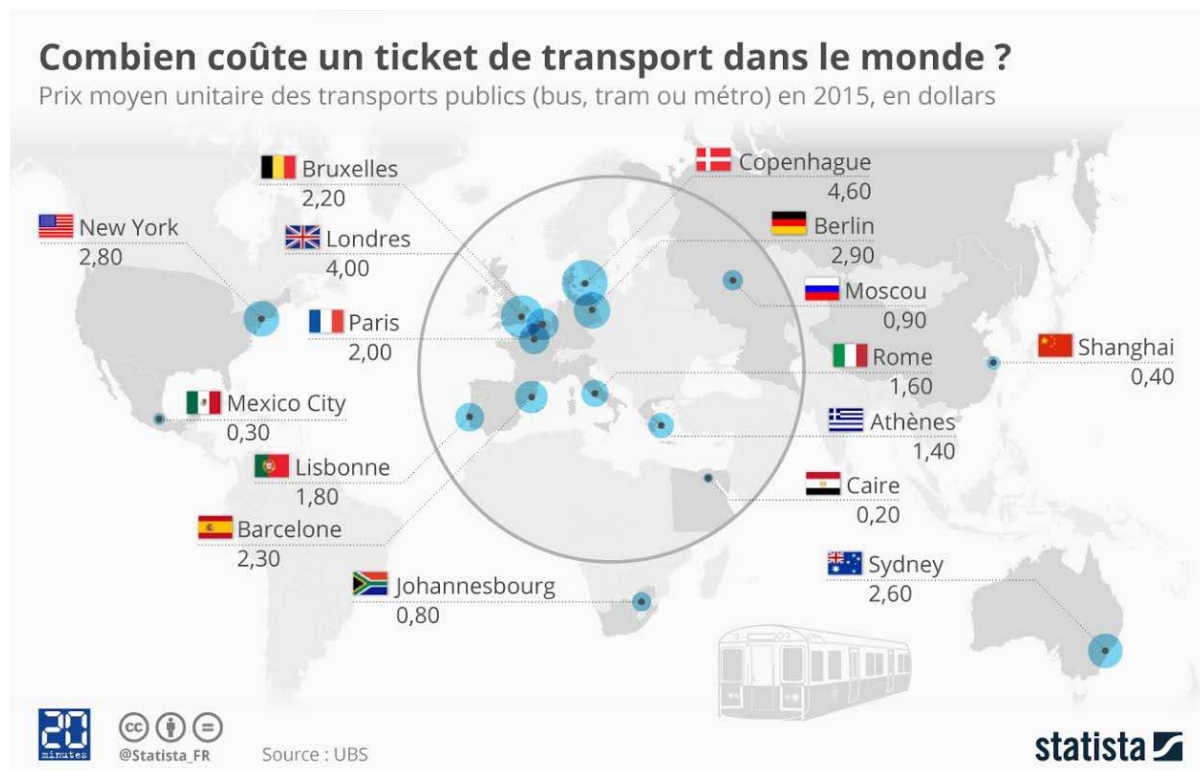 Combien coûte un ticket de transport dans le monde ?
Prix moyen unitaire des transports publics (bus, tram ou métro) en 2015, en dollars
Bruxelles
2,20
Copenhague
4,60
New York
2,80
Londres
4,00
Berlin
2,90
Moscou
0,90
Paris
2,00
Rome
1,60
Shanghai
0,40
Mexico City
0,30
Athènes
1,40
Lisbonne
1,80
Caire
0,20
Barcelone
2,30
Johannesbourg
0,80
Sydney
2,60
20
minutes
cc
@Statista_FR
Source : UBS
statista